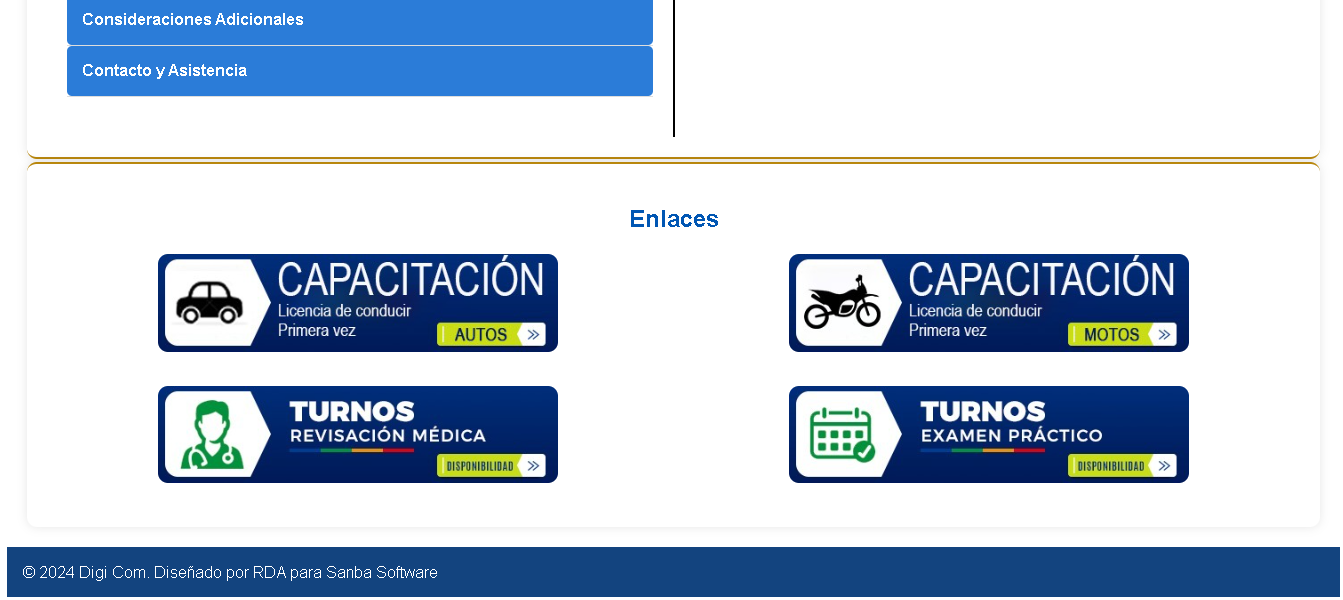 Consideraciones Adicionales
Contacto y Asistencia
Enlaces
CAPACITACIÓN
Licencia de conducir
Primera vez
AUTOS
CAPACITACIÓN
Licencia de conducir
Primera vez
MOTOS
TURNOS
REVISACIÓN MÉDICA
DISPONIBILIDAD
TURNOS
EXAMEN PRÁCTICO
DISPONIBILIDAD
© 2024 Digi Com. Diseñado por RDA para Sanba Software